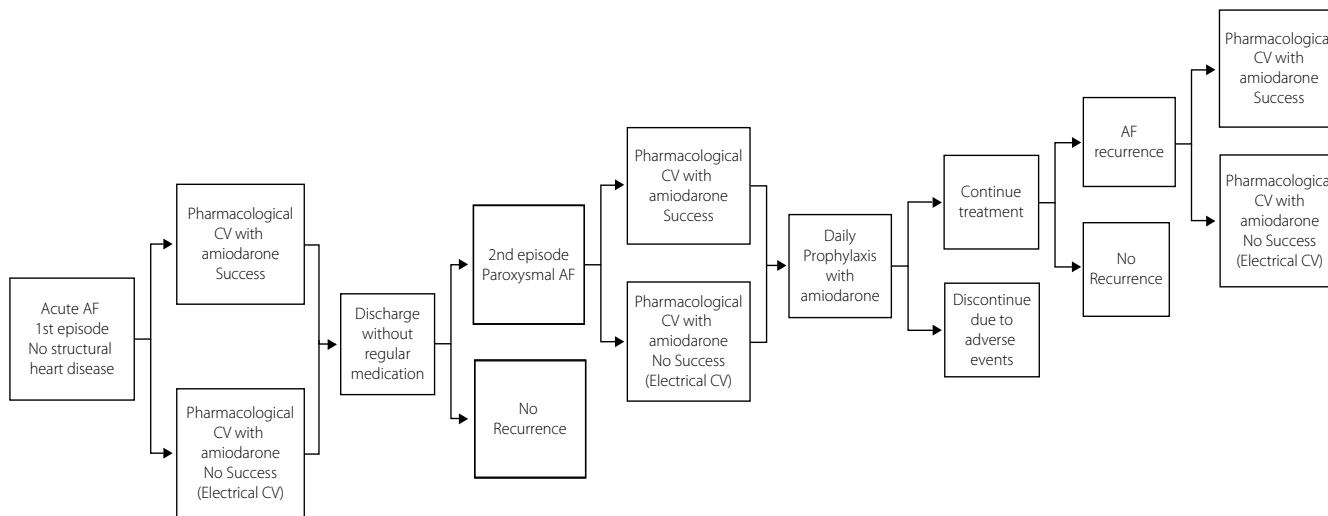 Acute AF
1st episode
No structural
heart disease
Pharmacological
CV with
amiodarone
Success
Pharmacological
CV with
amiodarone
No Success
(Electrical CV)
Discharge
without
regular
medication
2nd episode
Paroxysmal AF
No
Recurrence
Pharmacological
CV with
amiodarone
Success
Pharmacological
CV with
amiodarone
No Success
(Electrical CV)
Daily
Prophylaxis
with
amiodarone
Continue
treatment
Discontinue
due to
adverse
events
AF
recurrence
No
Recurrence
Pharmacologica
CV with
amiodarone
Success
Pharmacologica
CV with
amiodarone
No Success
(Electrical CV)